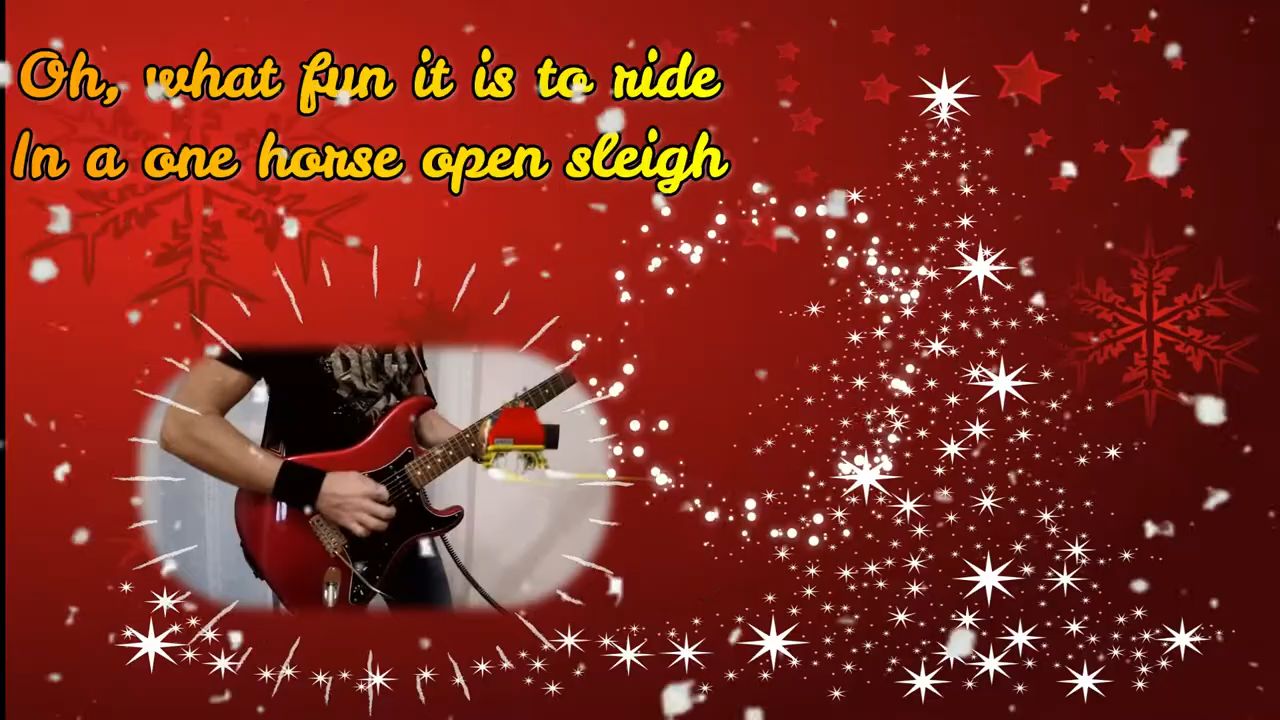 Oh, what fun it is to ride
In a one horse open sleigh